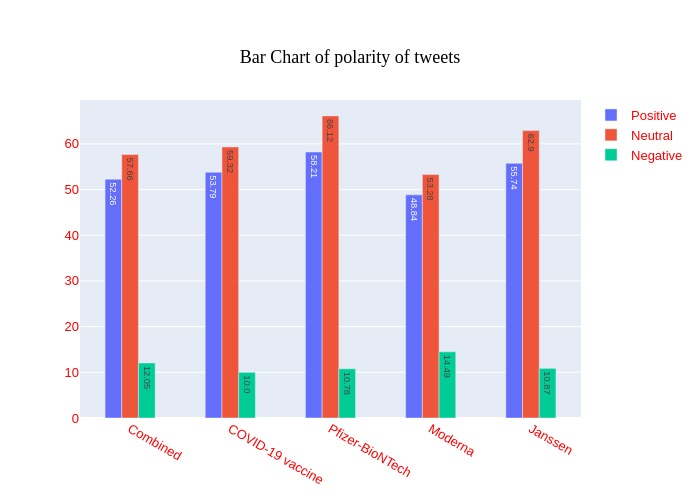 Bar Chart of polarity of tweets
Positive
Neutral
Negative
60
50
40
30
20
10
0
52.26
57.66
12.05
53.79
59.32
10.0
58.21
66.12
10.78
48.84
53.28
14.49
55.74
62.9
10.87
Combined
COVID-19 vaccine
Pfizer-BioNTech
Moderna
Janssen